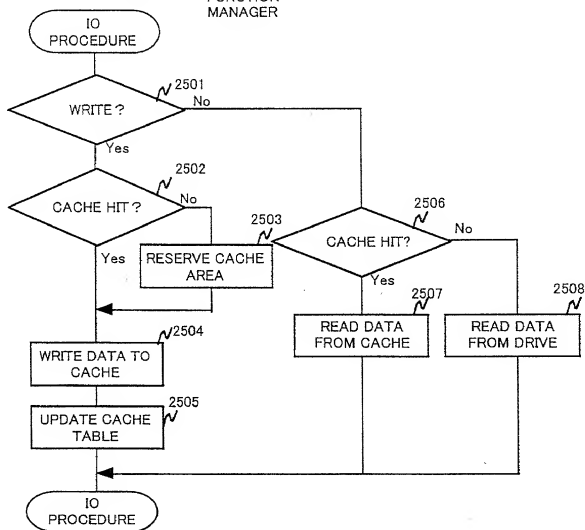 FUNCTION
MANAGER
IO
PROCEDURE
2501
WRITE?
No
Yes
2502
CACHE HIT?
No
Yes
2503
RESERVE CACHE
AREA
2504
WRITE DATA TO
CACHE
2505
UPDATE CACHE
TABLE
2506
CACHE HIT?
No
Yes
2507
READ DATA
FROM CACHE
2508
READ DATA
FROM DRIVE
IO
PROCEDURE